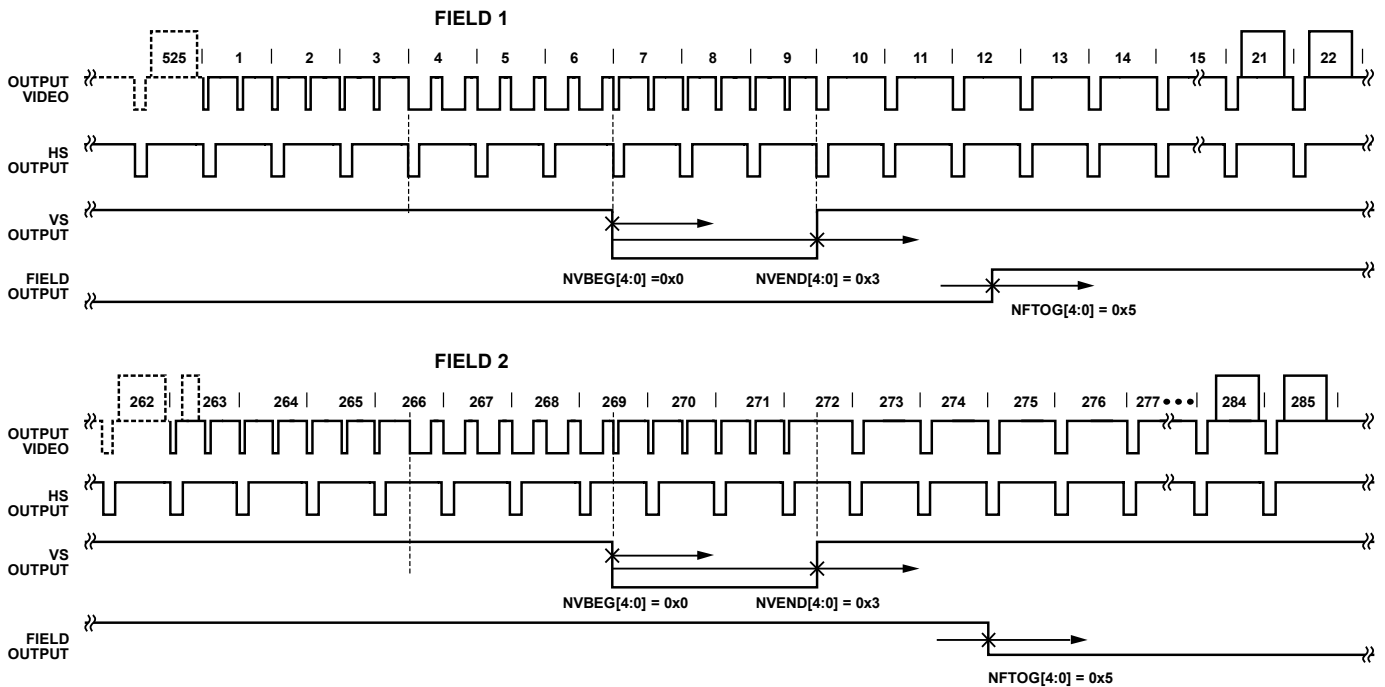 FIELD 1
525 | 1 | 2 | 3 | 4 | 5 | 6 | 7 | 8 | 9 | 10 | 11 | 12 | 13 | 14 | 15 | 21 | 22 |
OUTPUT
VIDEO
HS
OUTPUT
VS
OUTPUT
NVBEG[4:0] =0x0 NVEND[4:0] = 0x3
FIELD
OUTPUT
NFTOG[4:0] = 0x5
FIELD 2
262 | 263 | 264 | 265 | 266 | 267 | 268 | 269 | 270 | 271 | 272 | 273 | 274 | 275 | 276 | 277 ••• | 284 | 285 |
OUTPUT
VIDEO
HS
OUTPUT
VS
OUTPUT
NVBEG[4:0] = 0x0 NVEND[4:0] = 0x3
FIELD
OUTPUT
NFTOG[4:0] = 0x5